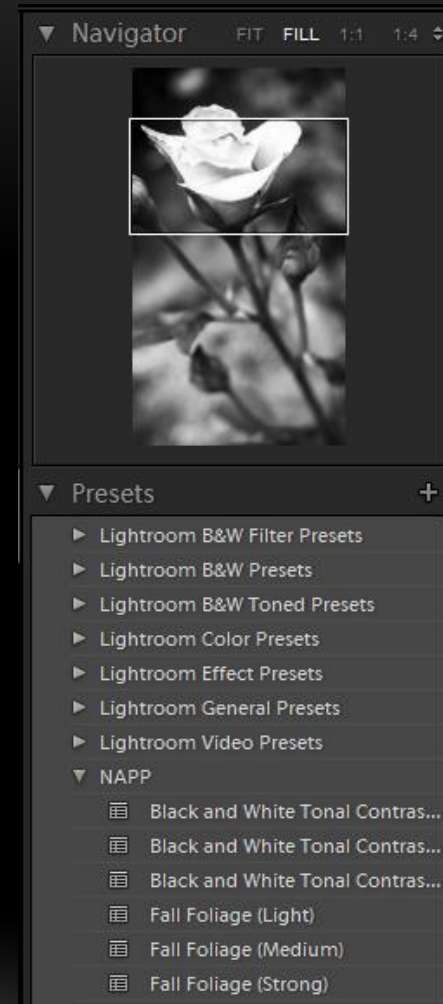 Navigator FIT FILL 1:1 1:4
Presets +
Lightroom B&W Filter Presets
Lightroom B&W Presets
Lightroom B&W Toned Presets
Lightroom Color Presets
Lightroom Effect Presets
Lightroom General Presets
Lightroom Video Presets
NAPP
Black and White Tonal Contras...
Black and White Tonal Contras...
Black and White Tonal Contras...
Fall Foliage (Light)
Fall Foliage (Medium)
Fall Foliage (Strong)